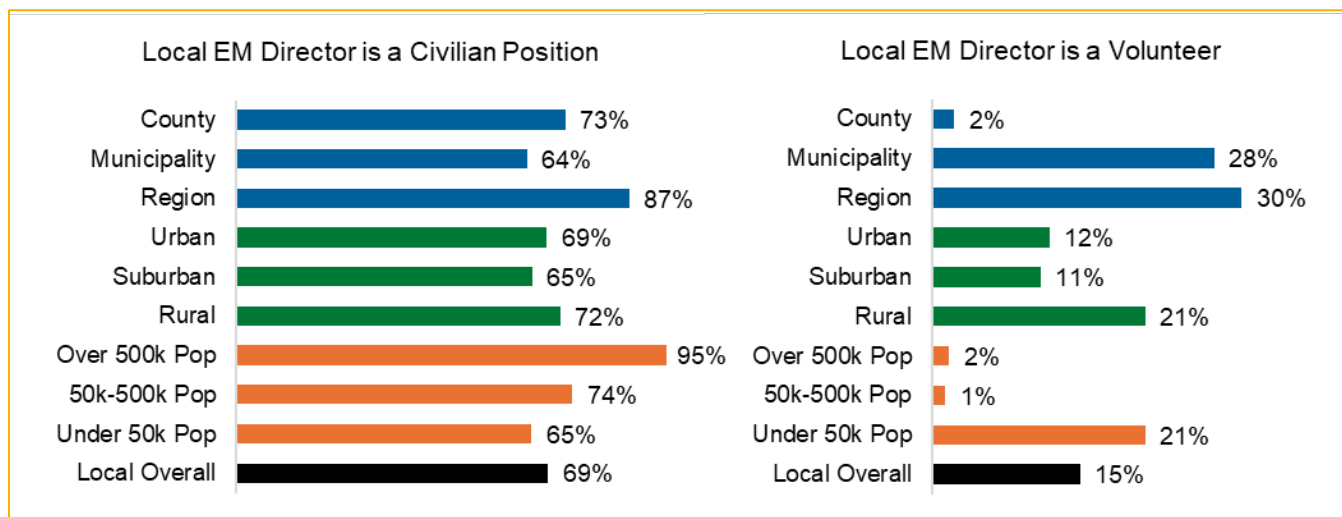 Local EM Director is a Civilian Position
County 73%
Municipality 64%
Region 87%
Urban 69%
Suburban 65%
Rural 72%
Over 500k Pop 95%
50k-500k Pop 74%
Under 50k Pop 65%
Local Overall 69%
Local EM Director is a Volunteer
County 2%
Municipality 28%
Region 30%
Urban 12%
Suburban 11%
Rural 21%
Over 500k Pop 2%
50k-500k Pop 1%
Under 50k Pop 21%
Local Overall 15%